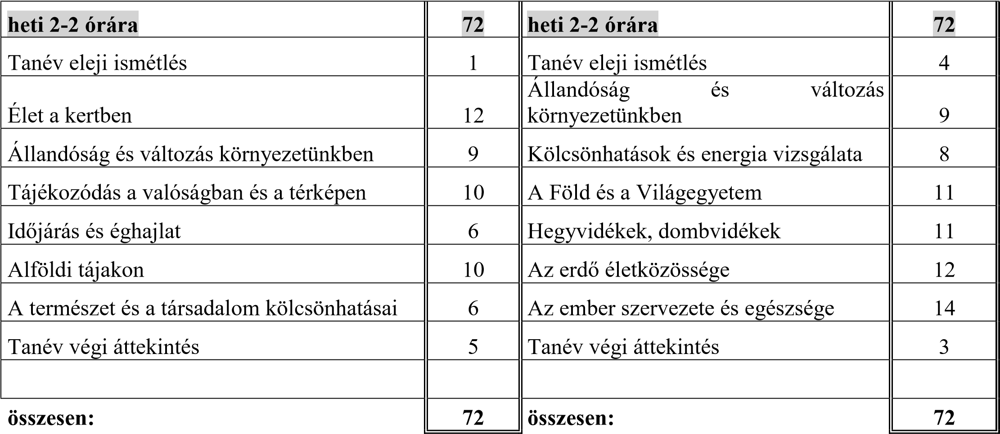 heti 2-2 órára 72 heti 2-2 órára 72
Tanév eleji ismétlés 1 Tanév eleji ismétlés 4
Élet a kertben 12 Állandóság és változás
környezetünkben 9
Állandóság és változás környezetünkben 9 Kölcsönhatások és energia vizsgálata 8
Tájékozódás a valóságban és a térképen 10 A Föld és a Világegyetem 11
Időjárás és éghajlat 6 Hegyvidékek, dombvidékek 11
Alföldi tájakon 10 Az erdő életközössége 12
A természet és a társadalom kölcsönhatásai 6 Az ember szervezete és egészsége 14
Tanév végi áttekintés 5 Tanév végi áttekintés 3
összesen: 72 összesen: 72